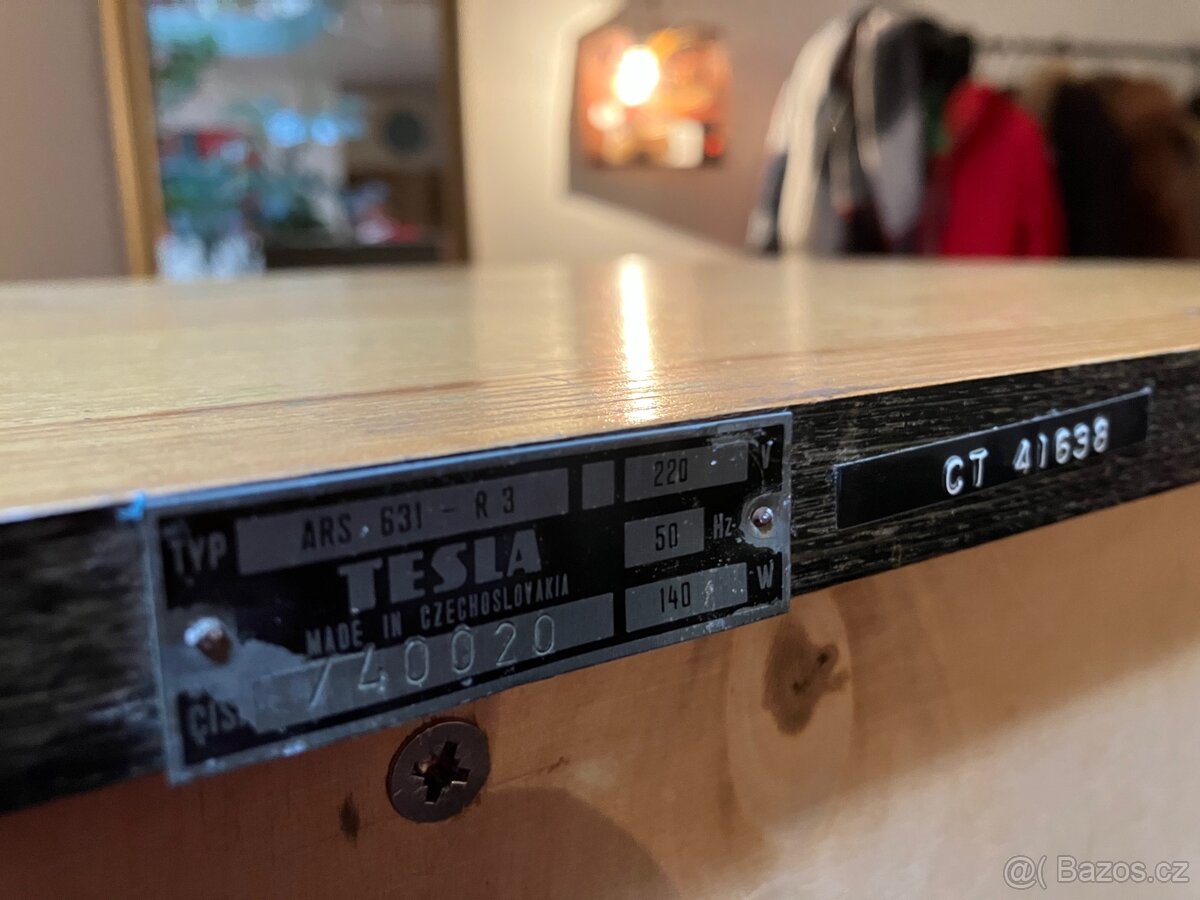 TYP ARS 631 - R 3 220 V
TESLA 50 Hz
MADE IN CZECHOSLOVAKIA 140 W
740020
CT 41638
@( Bazos.cz